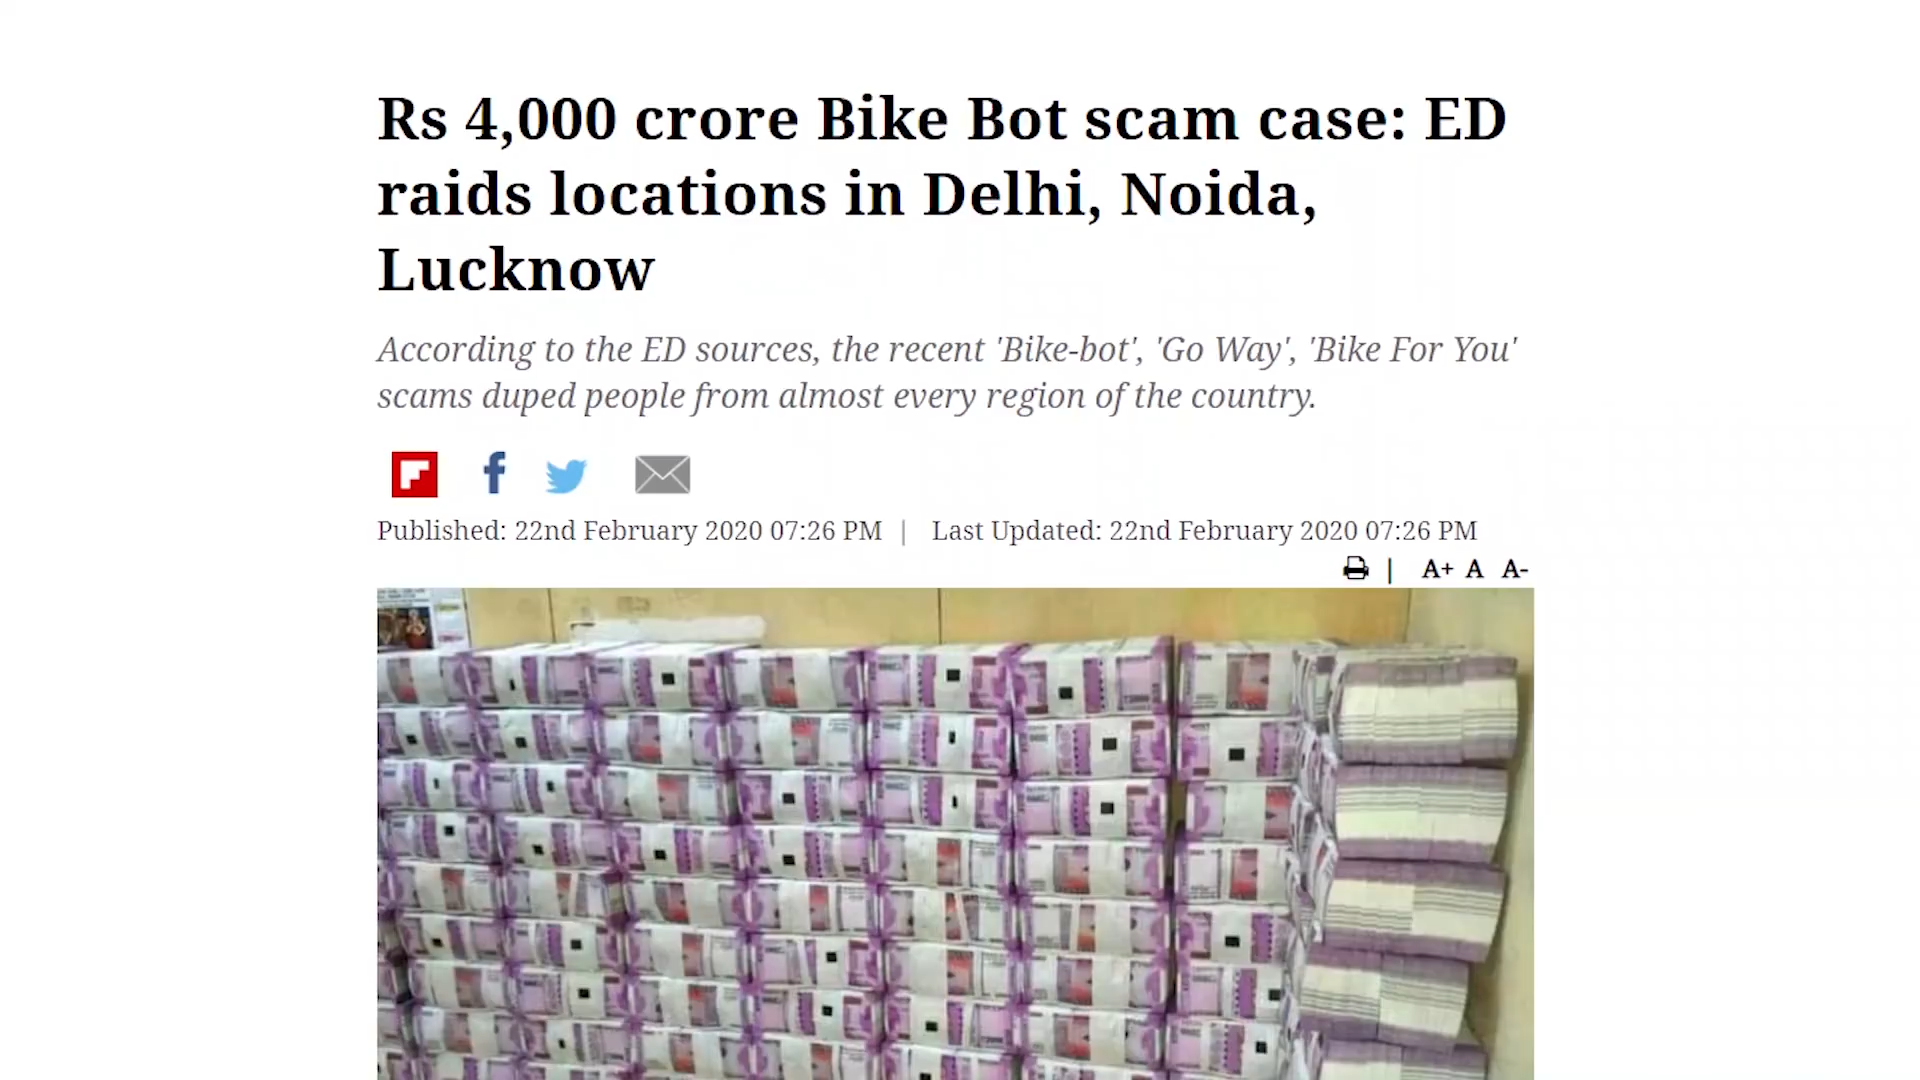 Rs 4,000 crore Bike Bot scam case: ED
raids locations in Delhi, Noida,
Lucknow
According to the ED sources, the recent 'Bike-bot', 'Go Way', 'Bike For You'
scams duped people from almost every region of the country.
Published: 22nd February 2020 07:26 PM | Last Updated: 22nd February 2020 07:26 PM
| A+ A A-